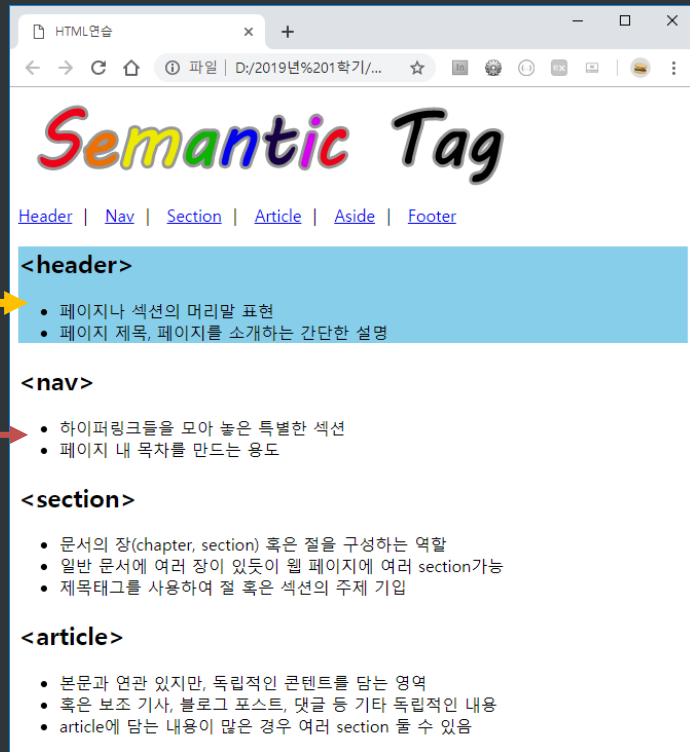 HTML연습
파일 | D:/2019년%201학기/...
Semantic Tag
Header | Nav | Section | Article | Aside | Footer
<header>
• 페이지나 섹션의 머리말 표현
• 페이지 제목, 페이지를 소개하는 간단한 설명
<nav>
• 하이퍼링크들을 모아 놓은 특별한 섹션
• 페이지 내 목차를 만드는 용도
<section>
• 문서의 장(chapter, section) 혹은 절을 구성하는 역할
• 일반 문서에 여러 장이 있듯이 웹 페이지에 여러 section가능
• 제목태그를 사용하여 절 혹은 섹션의 주제 기입
<article>
• 본문과 연관 있지만, 독립적인 콘텐트를 담는 영역
• 혹은 보조 기사, 블로그 포스트, 댓글 등 기타 독립적인 내용
• article에 담는 내용이 많은 경우 여러 section 둘 수 있음